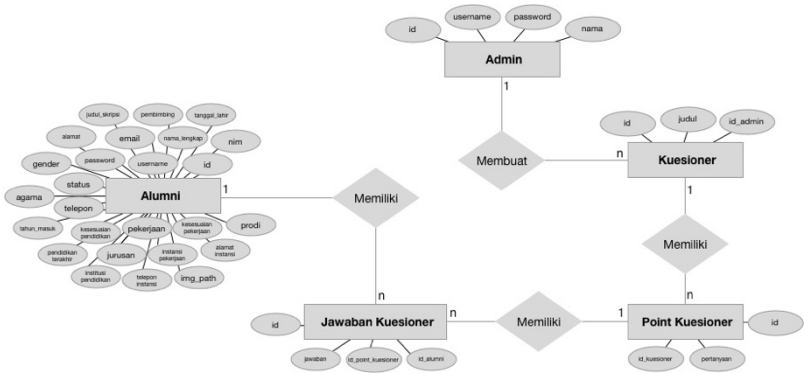 username
password
id
nama
Admin
1
judul_skripsi
pembimbing
tanggal_lahir
alamat
email
nama_lengkap
nim
gender
password
username
id
status
agama
Alumni
1
telepon
tahun_masuk
kesesuaian
pendidikan
pekerjaan
kesesuaian
pekerjaan
prodi
pendidikan
terakhir
jurusan
instansi
pekerjaan
alamat
instansi
institusi
pendidikan
telepon
instansi
img_path
Membuat
n
id
judul
id_admin
Kuesioner
1
Memiliki
n
Memiliki
n
id
Jawaban Kuesioner
n
Memiliki
1
Point Kuesioner
id
jawaban
id_point_kuesioner
id_alumni
id_kuesioner
pertanyaan